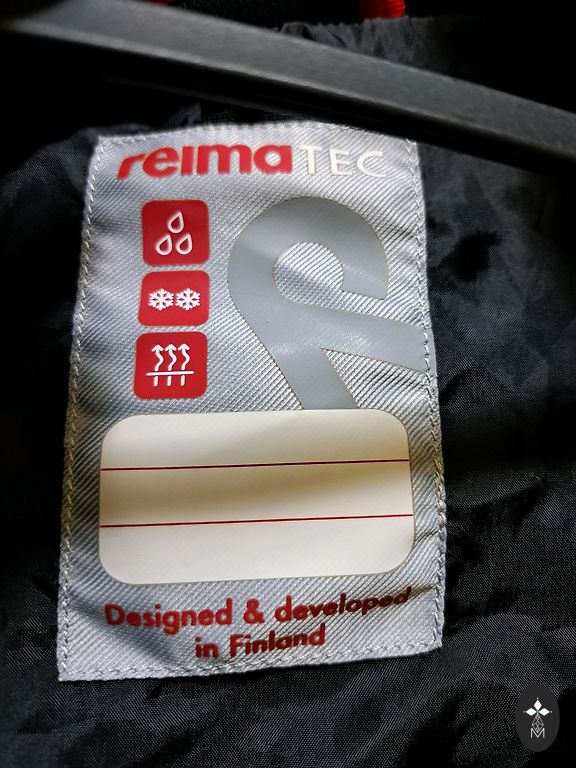 reimaTEC
Designed & developed
in Finland